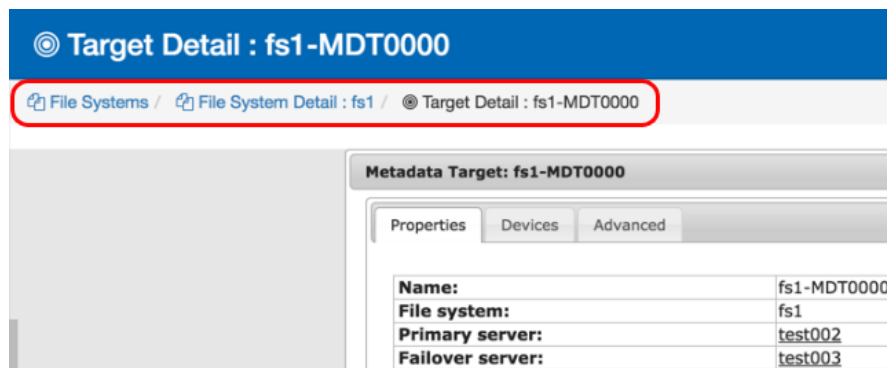 Target Detail : fs1-MDT0000
File Systems / File System Detail : fs1 / Target Detail : fs1-MDT0000
Metadata Target: fs1-MDT0000
Properties Devices Advanced
Name: fs1-MDT0000
File system: fs1
Primary server: test002
Failover server: test003